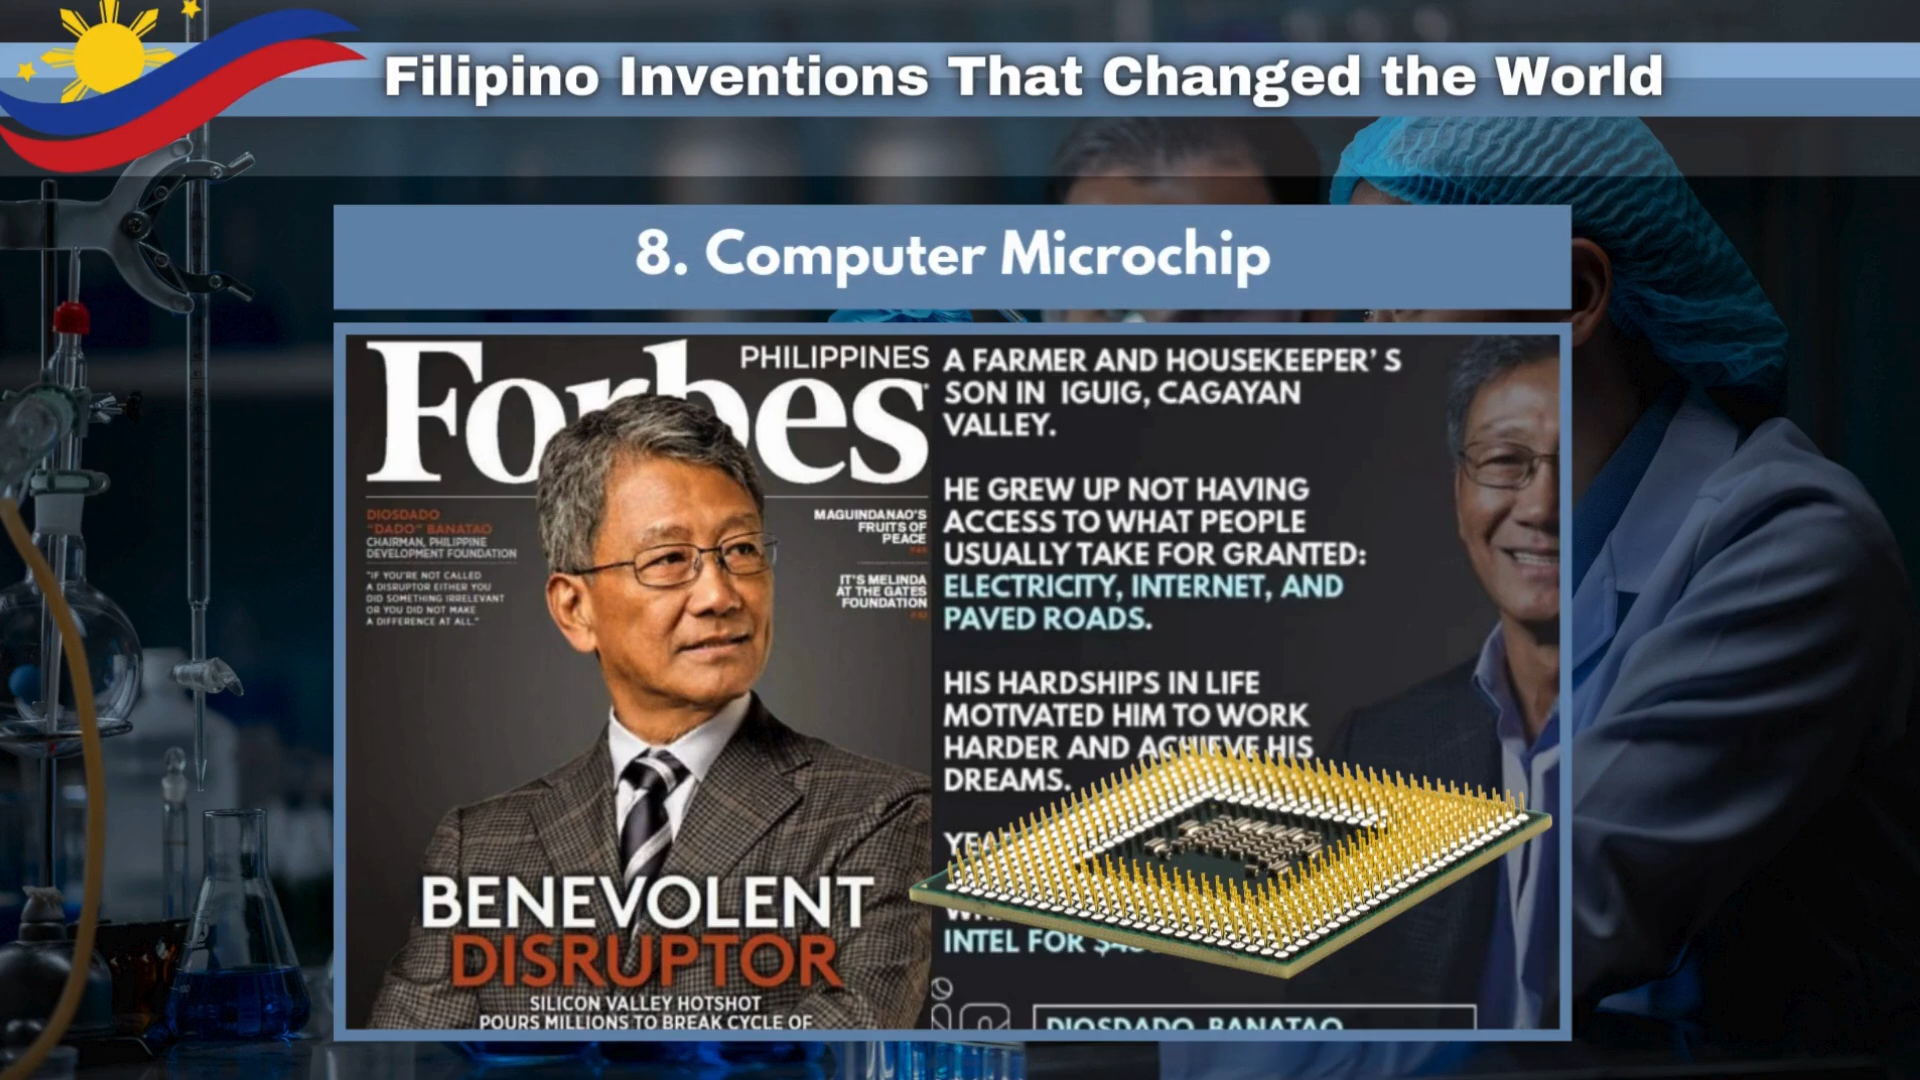 Filipino Inventions That Changed the World
8. Computer Microchip
PHILIPPINES
Forbes
DIOSDADO
"DADO" BANATAO
CHAIRMAN, PHILIPPINE
DEVELOPMENT FOUNDATION
"IF YOU'RE NOT CALLED
A DISRUPTOR EITHER YOU
DID SOMETHING IRRELEVANT
OR YOU DID NOT MAKE
A DIFFERENCE AT ALL."
MAGUINDANAO'S
FRUITS OF
PEACE
IT'S MELINDA
AT THE GATES
FOUNDATION
BENEVOLENT
DISRUPTOR
SILICON VALLEY HOTSHOT
POURS MILLIONS TO BREAK CYCLE OF
A FARMER AND HOUSEKEEPER' S
SON IN IGUIG, CAGAYAN
VALLEY.
HE GREW UP NOT HAVING
ACCESS TO WHAT PEOPLE
USUALLY TAKE FOR GRANTED:
ELECTRICITY, INTERNET, AND
PAVED ROADS.
HIS HARDSHIPS IN LIFE
MOTIVATED HIM TO WORK
HARDER AND ACHIEVE HIS
DREAMS.
INTEL FOR
DIOSDADO BANATAO